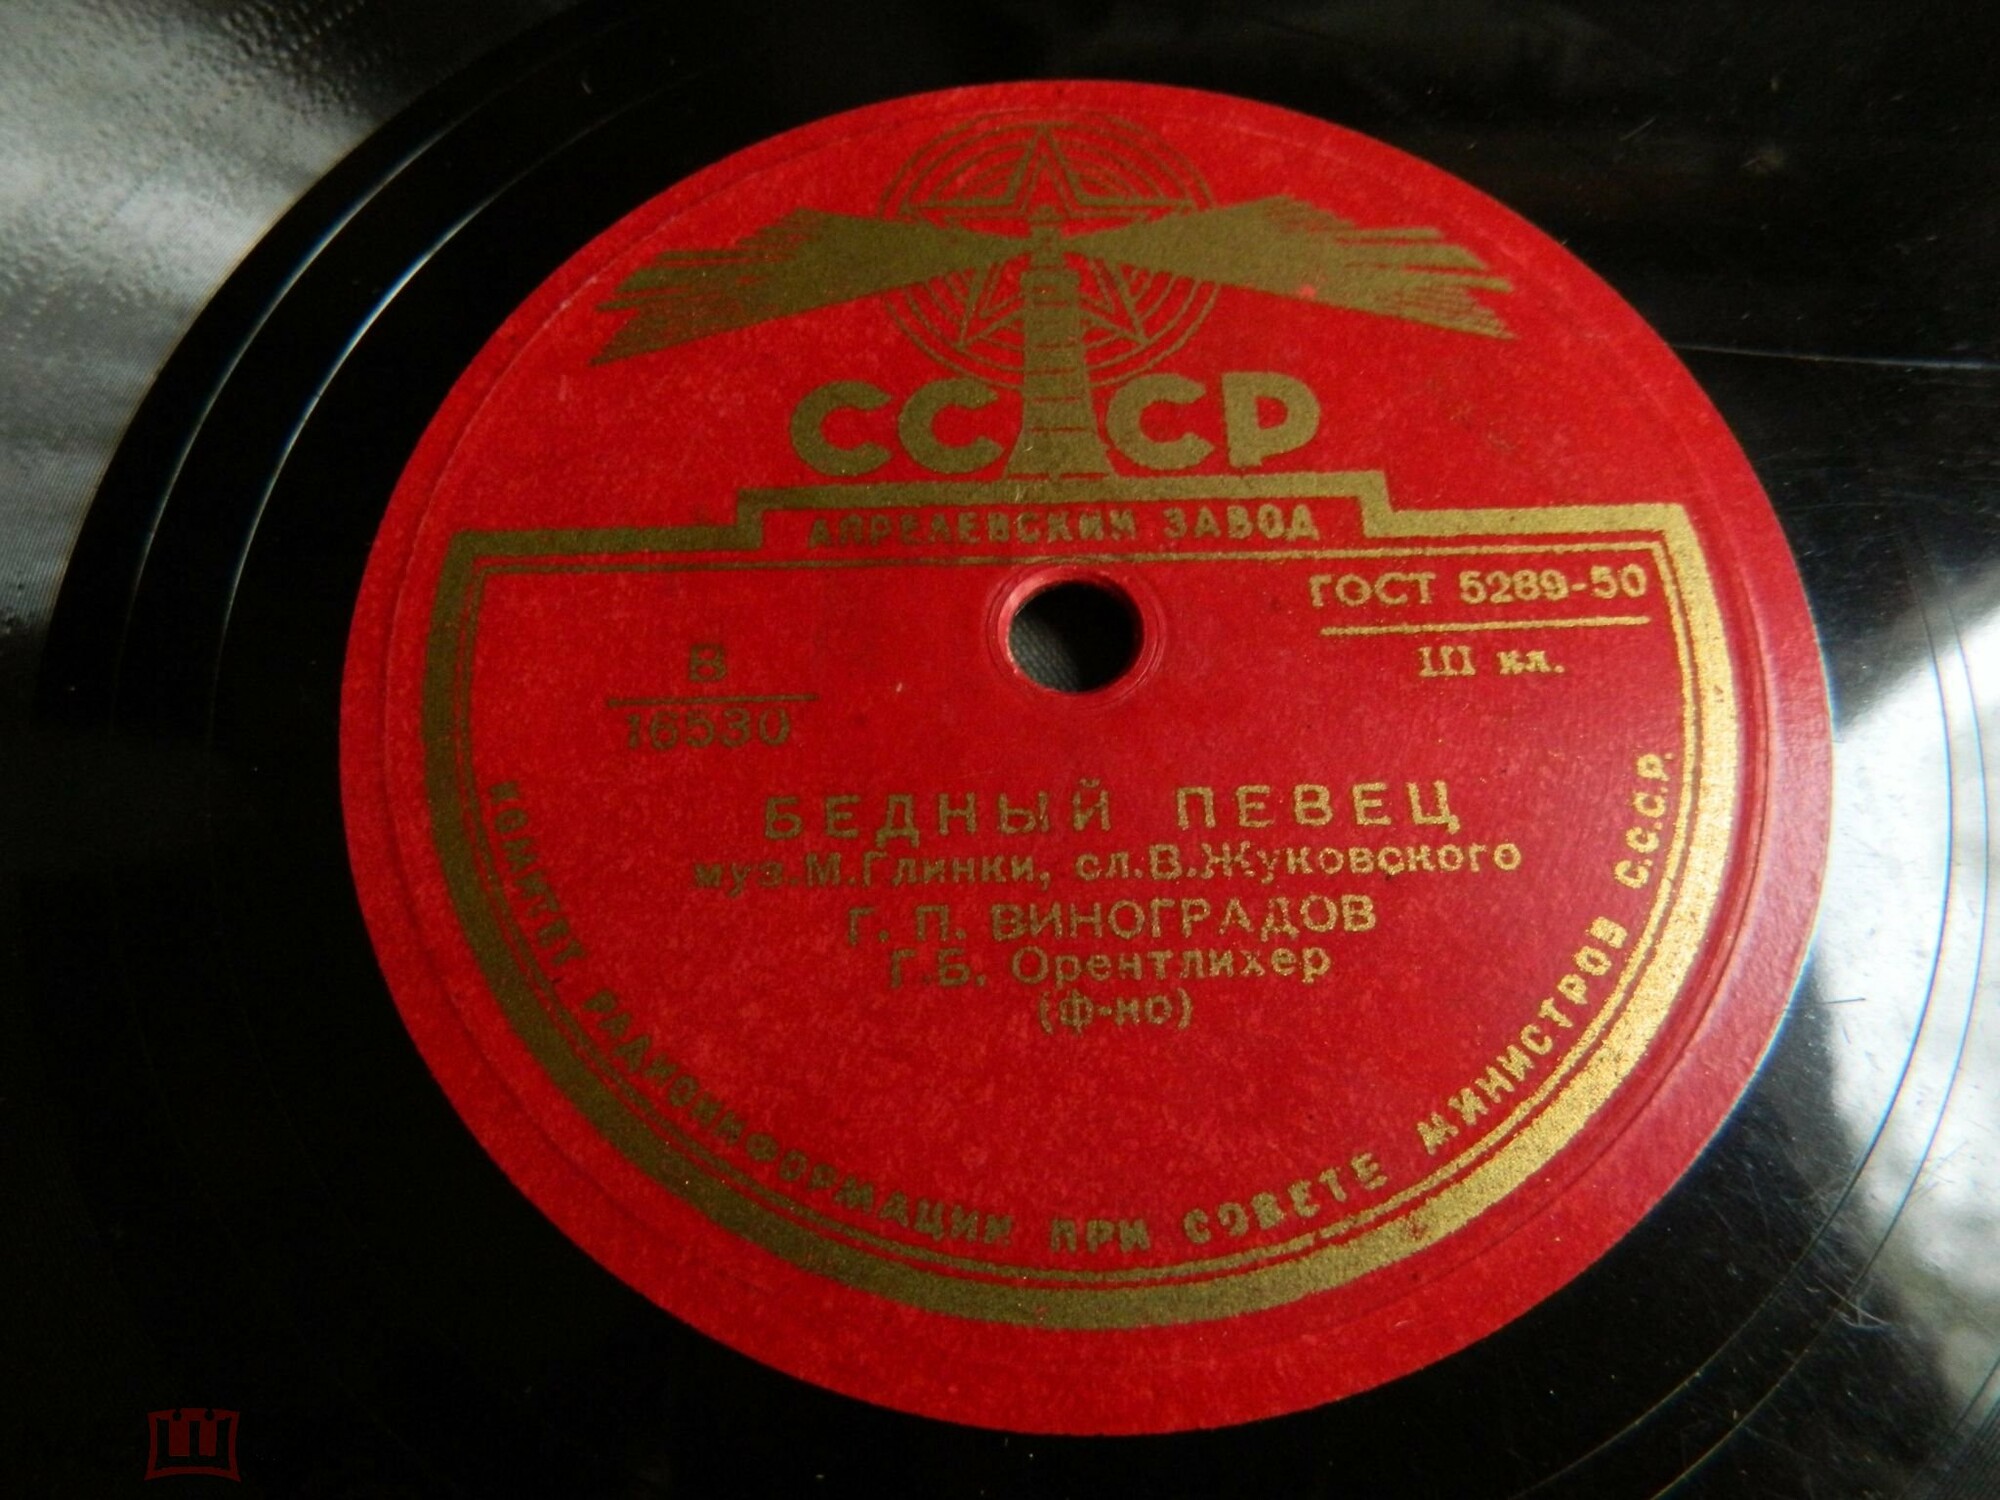 СССР
АПРЕЛЕВСКИЙ ЗАВОД
ГОСТ 5289-50
III кл.
В
16530
БЕДНЫЙ ПЕВЕЦ
муз.М.Глинки, сл.В.Жуковского
Г. П. ВИНОГРАДОВ
Г.Б. Орентлихер
(ф-но)
КОМИТЕТ РАДИОИНФОРМАЦИИ ПРИ СОВЕТЕ МИНИСТРОВ С.С.С.Р.